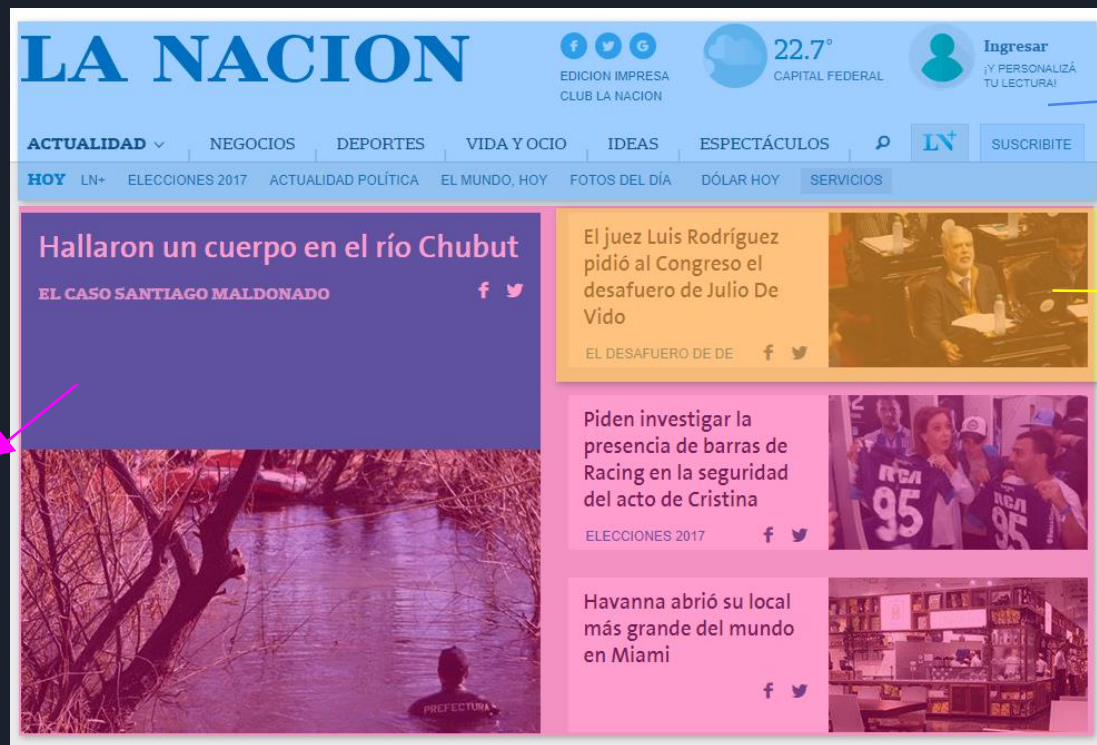 LA NACION
EDICION IMPRESA
CLUB LA NACION
22.7°
CAPITAL FEDERAL
Ingresar
¡Y PERSONALIZÁ
TU LECTURA!
ACTUALIDAD NEGOCIOS DEPORTES VIDA Y OCIO IDEAS ESPECTÁCULOS LN+ SUSCRIBITE
HOY LN+ ELECCIONES 2017 ACTUALIDAD POLÍTICA EL MUNDO, HOY FOTOS DEL DÍA DÓLAR HOY SERVICIOS
Hallaron un cuerpo en el río Chubut
EL CASO SANTIAGO MALDONADO
PREFECTURA
El juez Luis Rodríguez
pidió al Congreso el
desafuero de Julio De
Vido
EL DESAFUERO DE DE
Piden investigar la
presencia de barras de
Racing en la seguridad
del acto de Cristina
ELECCIONES 2017
RCA
95
RCA
95
Havanna abrió su local
más grande del mundo
en Miami